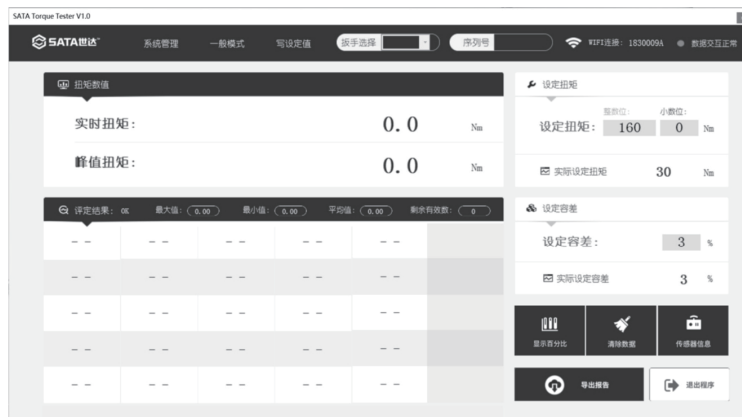 SATA Torque Tester V1.0
SATA世达 系统管理 一般模式 写设定值 扳手选择 序列号 WIFI连接: 1830009A 数据交互正常
扭矩数值
实时扭矩: 0.0 Nm
峰值扭矩: 0.0 Nm
设定扭矩
整数位: 小数位:
设定扭矩: 160 0 Nm
实际设定扭矩 30 Nm
评定结果: OK 最大值: 0.00 最小值: 0.00 平均值: 0.00 剩余有效数: 0
-- -- -- -- --
-- -- -- -- --
-- -- -- -- --
-- -- -- -- --
-- -- -- -- --
设定容差
设定容差: 3 %
实际设定容差 3 %
显示百分比 清除数据 传感器信息
导出报告 退出程序